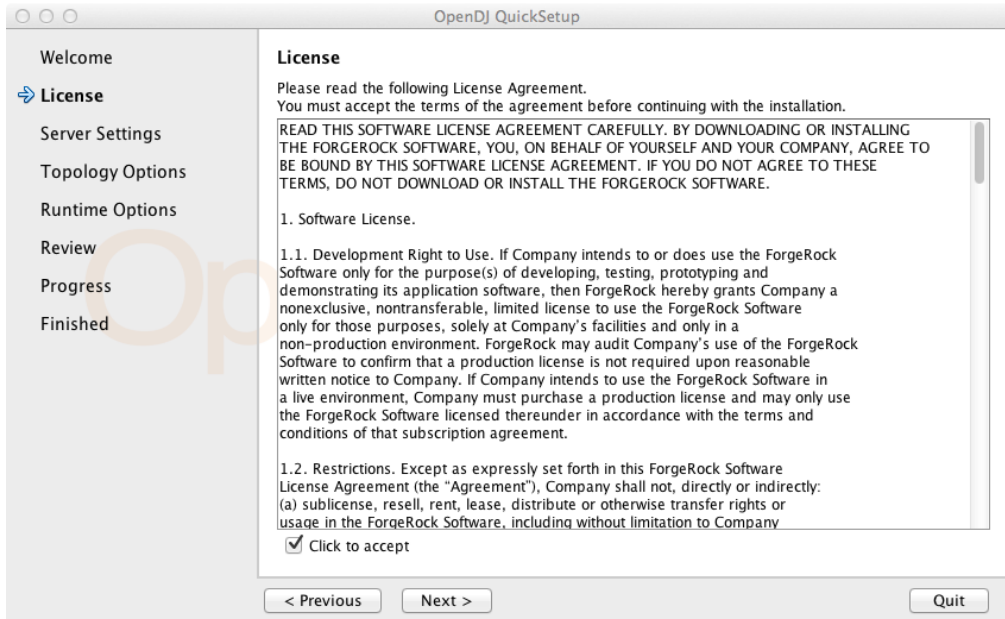 OpenDJ QuickSetup
Welcome
License
Server Settings
Topology Options
Runtime Options
Review
Progress
Finished
Op
License
Please read the following License Agreement.
You must accept the terms of the agreement before continuing with the installation.
READ THIS SOFTWARE LICENSE AGREEMENT CAREFULLY. BY DOWNLOADING OR INSTALLING
THE FORGEROCK SOFTWARE, YOU, ON BEHALF OF YOURSELF AND YOUR COMPANY, AGREE TO
BE BOUND BY THIS SOFTWARE LICENSE AGREEMENT. IF YOU DO NOT AGREE TO THESE
TERMS, DO NOT DOWNLOAD OR INSTALL THE FORGEROCK SOFTWARE.
1. Software License.
1.1. Development Right to Use. If Company intends to or does use the ForgeRock
Software only for the purpose(s) of developing, testing, prototyping and
demonstrating its application software, then ForgeRock hereby grants Company a
nonexclusive, nontransferable, limited license to use the ForgeRock Software
only for those purposes, solely at Company's facilities and only in a
non-production environment. ForgeRock may audit Company's use of the ForgeRock
Software to confirm that a production license is not required upon reasonable
written notice to Company. If Company intends to use the ForgeRock Software in
a live environment, Company must purchase a production license and may only use
the ForgeRock Software licensed thereunder in accordance with the terms and
conditions of that subscription agreement.
1.2. Restrictions. Except as expressly set forth in this ForgeRock Software
License Agreement (the “Agreement”), Company shall not, directly or indirectly:
(a) sublicense, resell, rent, lease, distribute or otherwise transfer rights or
usage in the ForgeRock Software, including without limitation to Company
Click to accept
< Previous
Next >
Quit